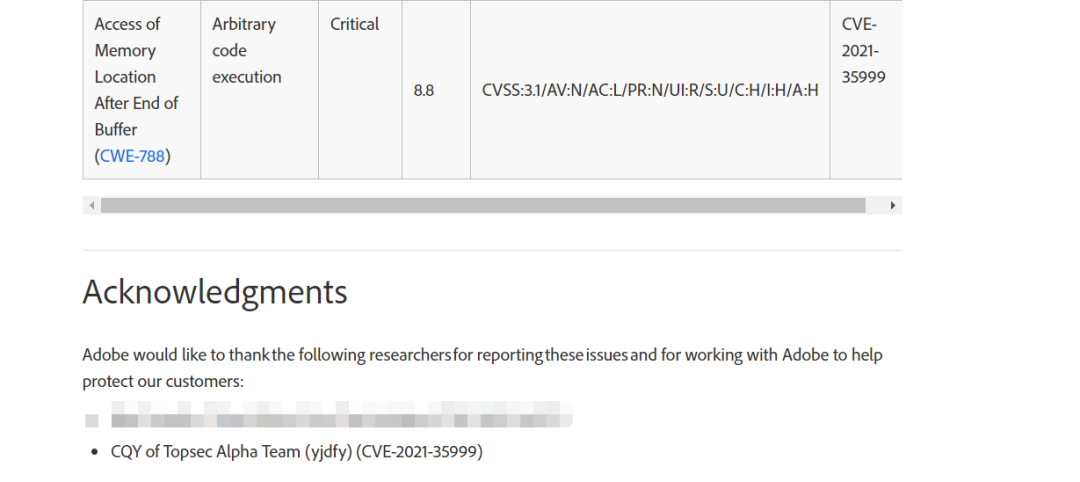 Access of Arbitrary Critical CVE-
Memory code 2021-
Location execution 35999
After End of 8.8 CVSS:3.1/AV:N/AC:L/PR:N/UI:R/S:U/C:H/I:H/A:H
Buffer
(CWE-788)
Acknowledgments
Adobe would like to thank the following researchers for reporting these issues and for working with Adobe to help
protect our customers:
• CQY of Topsec Alpha Team (yjdfy) (CVE-2021-35999)